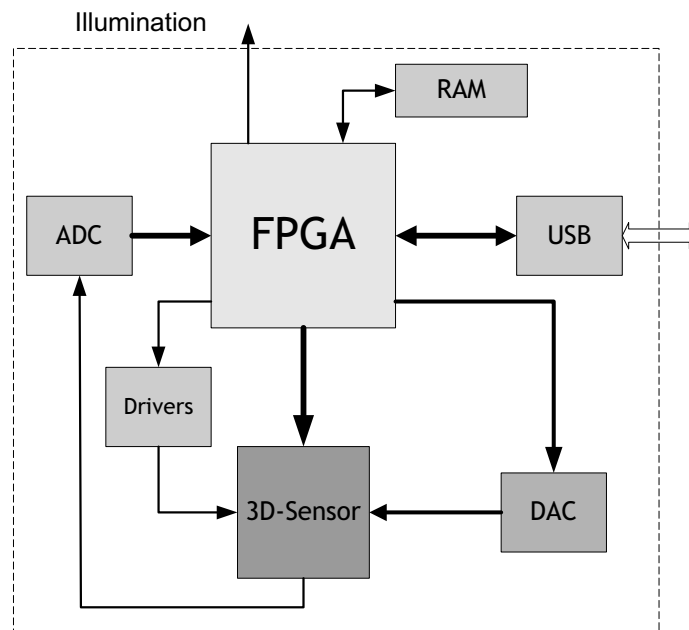 Illumination
RAM
FPGA
ADC
USB
Drivers
3D-Sensor
DAC